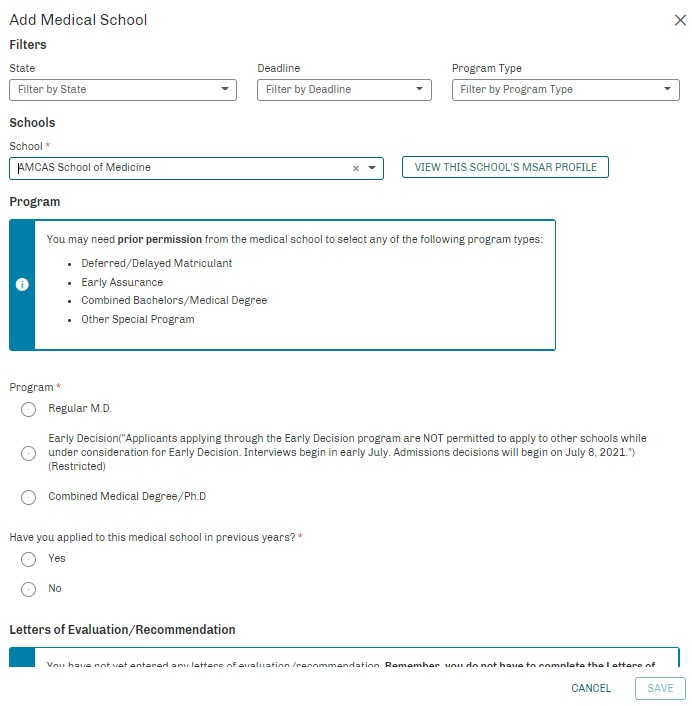 Add Medical School
Filters
State
Deadline
Program Type
Filter by State
Filter by Deadline
Filter by Program Type
Schools
School *
AMCAS School of Medicine
VIEW THIS SCHOOL'S MSAR PROFILE
Program
You may need prior permission from the medical school to select any of the following program types:
Deferred/Delayed Matriculant
Early Assurance
Combined Bachelors/Medical Degree
Other Special Program
Program *
Regular M.D.
Early Decision("Applicants applying through the Early Decision program are NOT permitted to apply to other schools while
under consideration for Early Decision. Interviews begin in early July. Admissions decisions will begin on July 8, 2021.")
(Restricted)
Combined Medical Degree/Ph.D
Have you applied to this medical school in previous years? *
Yes
No
Letters of Evaluation/Recommendation
You have not yet entered any letters of evaluation/recommendation. Remember, you do not have to complete the Letters of
CANCEL
SAVE